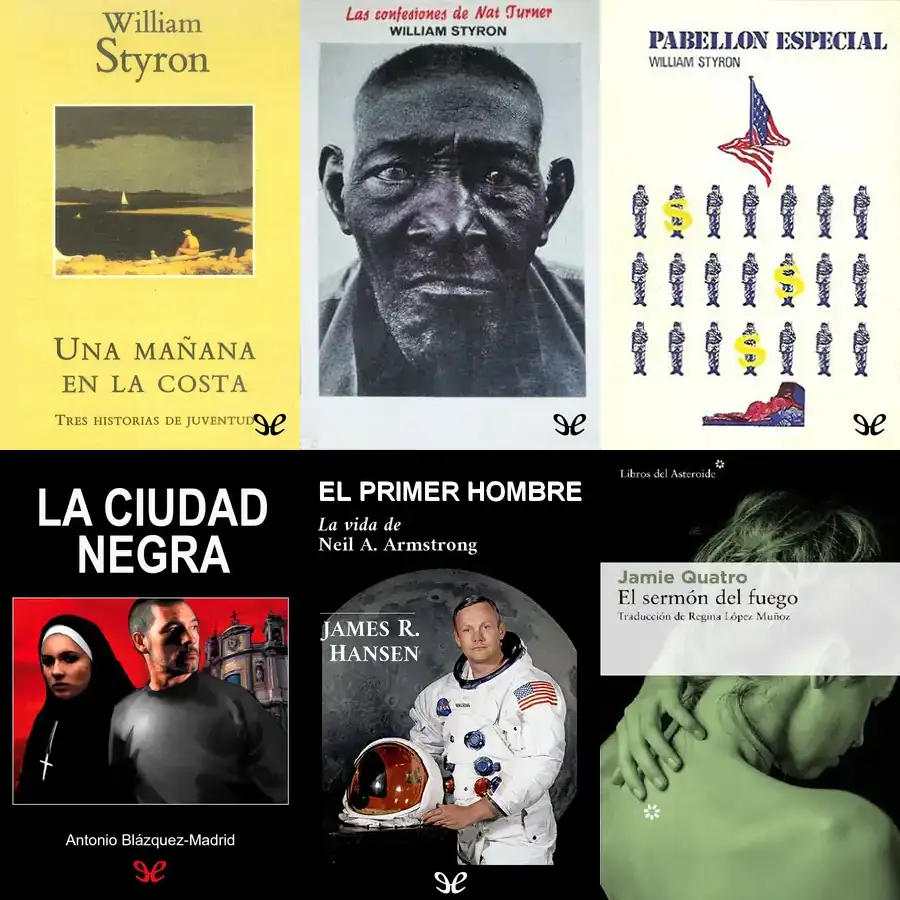 William
Styron
UNA MAÑANA
EN LA COSTA
TRES HISTORIAS DE JUVENTUD
Las confesiones de Nat Turner
WILLIAM STYRON
PABELLON ESPECIAL
WILLIAM STYRON
$
$
$
LA CIUDAD
NEGRA
Antonio Blázquez-Madrid
EL PRIMER HOMBRE
La vida de
Neil A. Armstrong
JAMES R.
HANSEN
NASA
Libros del Asteroide
Jamie Quatro
El sermón del fuego
Traducción de Regina López Muñoz